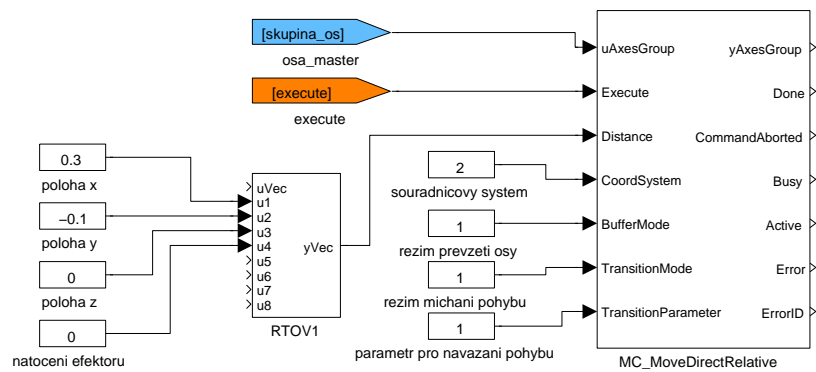 [skupina_os]
osa_master
[execute]
execute
0.3
poloha x
−0.1
poloha y
0
poloha z
0
natoceni efektoru
uVec
u1
u2
u3
u4
u5
u6
u7
u8
yVec
RTOV1
2
souradnicovy system
1
rezim prevzeti osy
1
rezim michani pohybu
1
parametr pro navazani pohybu
uAxesGroup yAxesGroup
Execute Done
Distance CommandAborted
CoordSystem Busy
BufferMode Active
TransitionMode Error
TransitionParameter ErrorID
MC_MoveDirectRelative